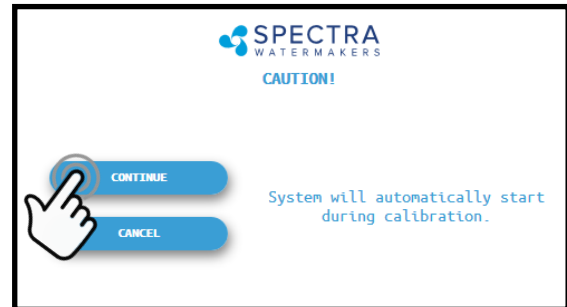 SPECTRA
WATERMAKERS
CAUTION!
CONTINUE
System will automatically start
during calibration.
CANCEL